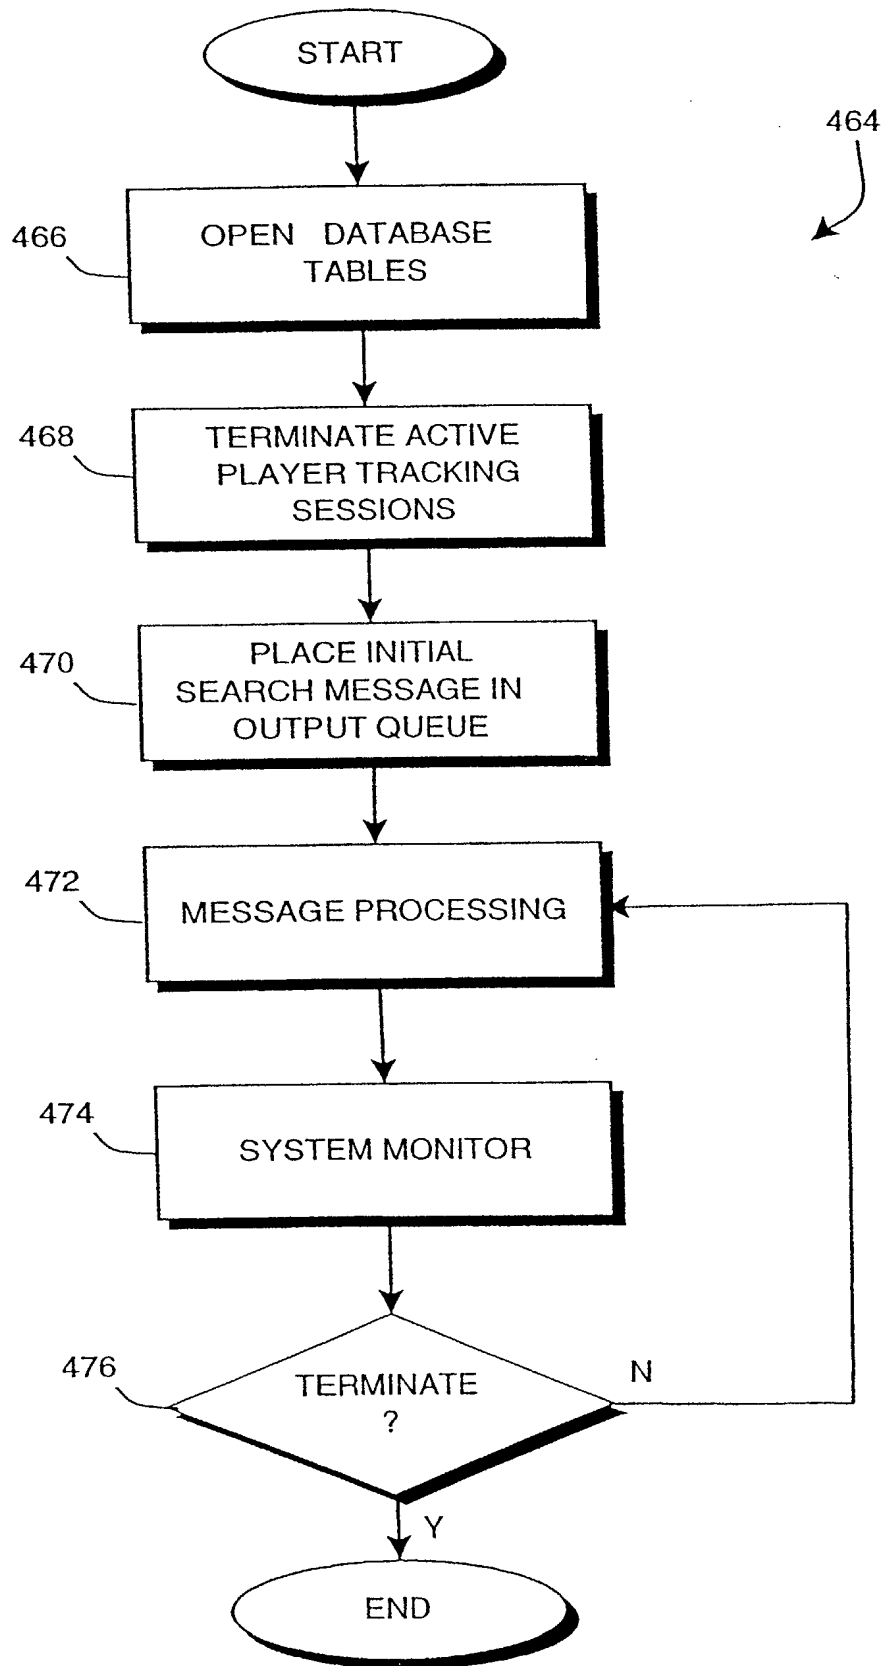 START
464
466
OPEN DATABASE
TABLES
468
TERMINATE ACTIVE
PLAYER TRACKING
SESSIONS
470
PLACE INITIAL
SEARCH MESSAGE IN
OUTPUT QUEUE
472
MESSAGE PROCESSING
474
SYSTEM MONITOR
476
TERMINATE
?
N
Y
END